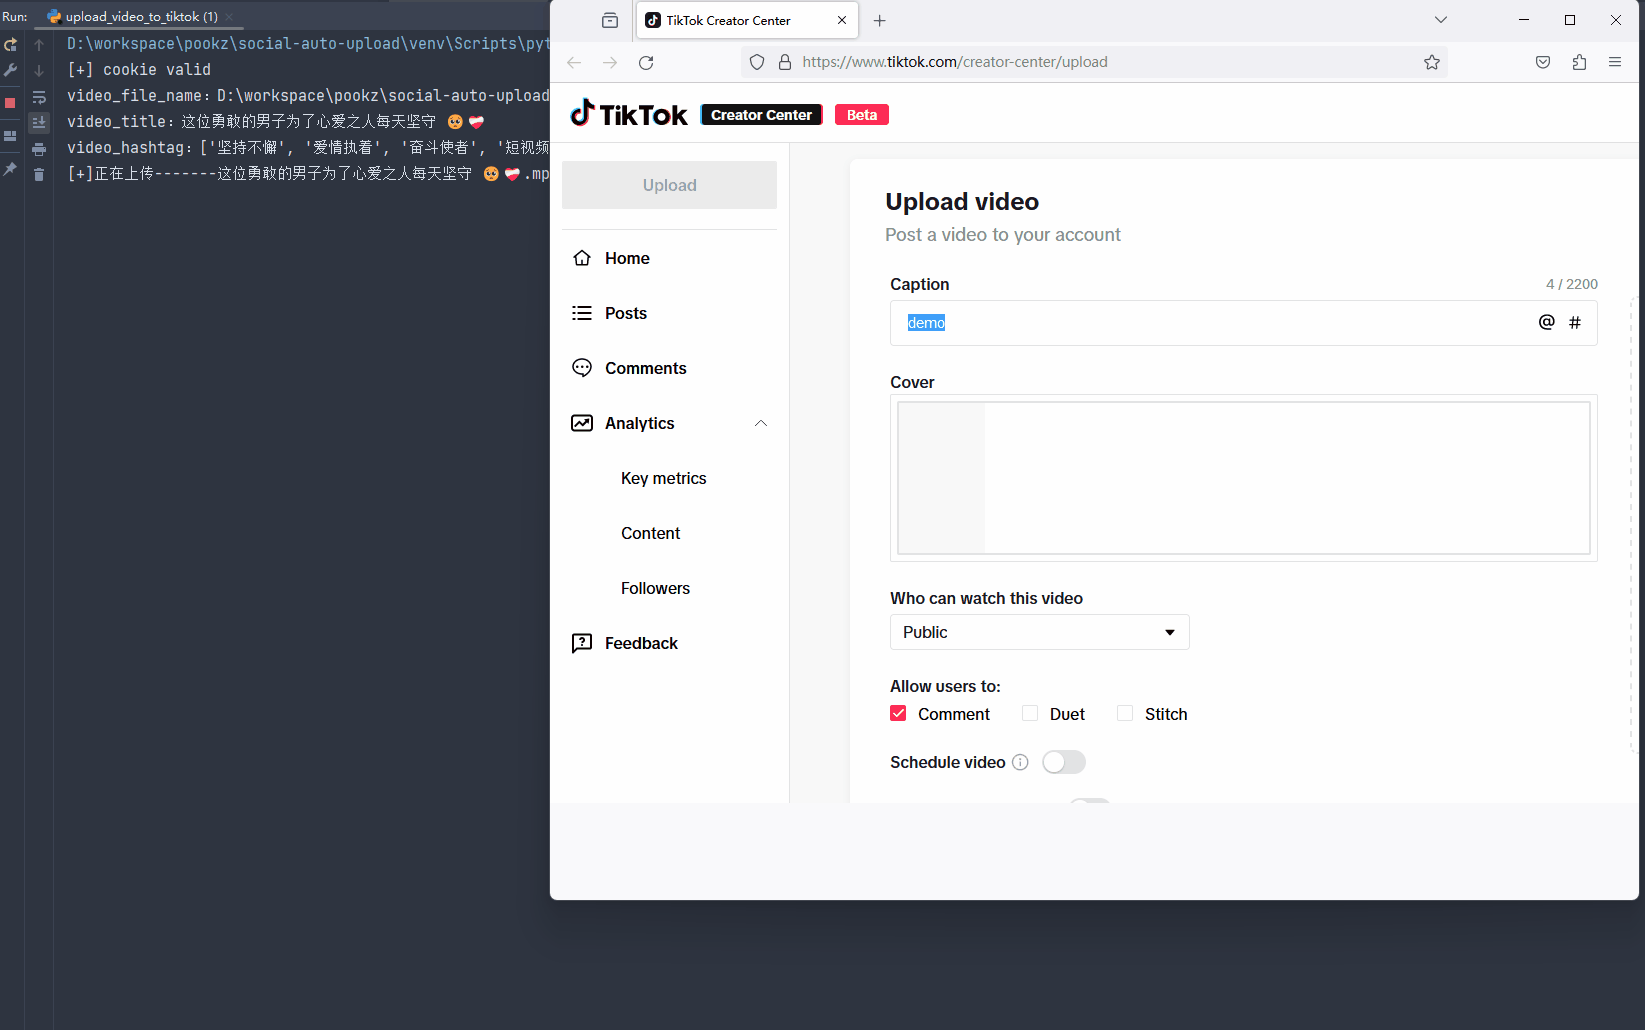 Run: upload_video_to_tiktok (1)
D:\workspace\pookz\social-auto-upload\venv\Scripts\pyt
[+] cookie valid
video_file_name：D:\workspace\pookz\social-auto-upload
video_title：这位勇敢的男子为了心爱之人每天坚守 🥺❤️‍🩹
video_hashtag：['坚持不懈', '爱情执着', '奋斗使者', '短视频
[+]正在上传-------这位勇敢的男子为了心爱之人每天坚守 🥺❤️‍🩹.mp
TikTok Creator Center
https://www.tiktok.com/creator-center/upload
TikTok Creator Center Beta
Upload
Home
Posts
Comments
Analytics
Key metrics
Content
Followers
Feedback
Upload video
Post a video to your account
Caption 4 / 2200
demo @ #
Cover
Who can watch this video
Public
Allow users to:
Comment Duet Stitch
Schedule video